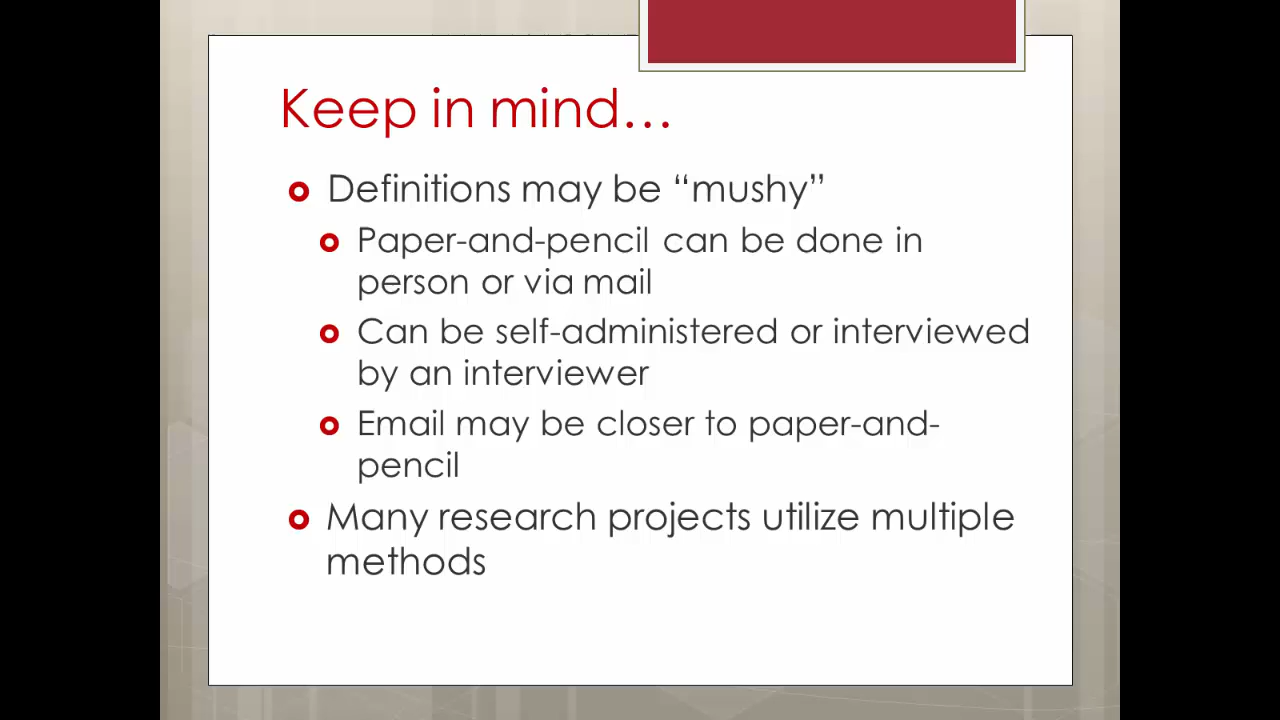 Keep in mind…
Definitions may be “mushy”
Paper-and-pencil can be done in
person or via mail
Can be self-administered or interviewed
by an interviewer
Email may be closer to paper-and-
pencil
Many research projects utilize multiple
methods